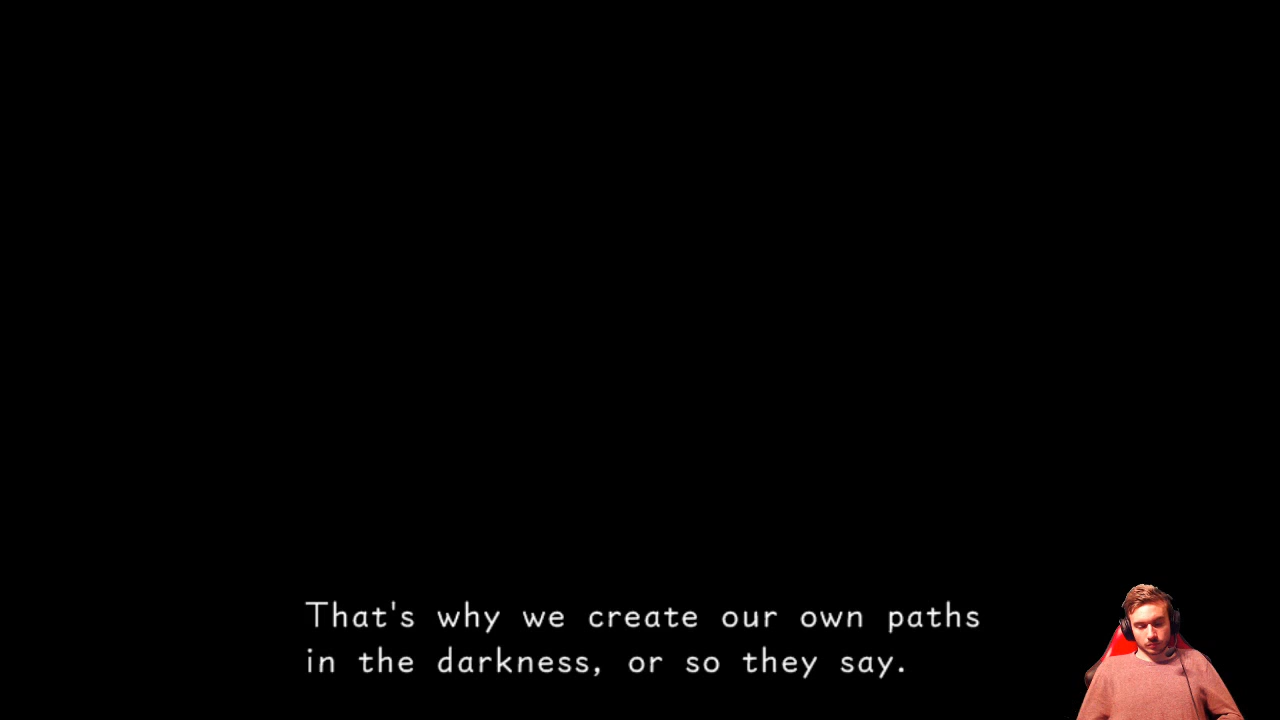 That's why we create our own paths
in the darkness, or so they say.